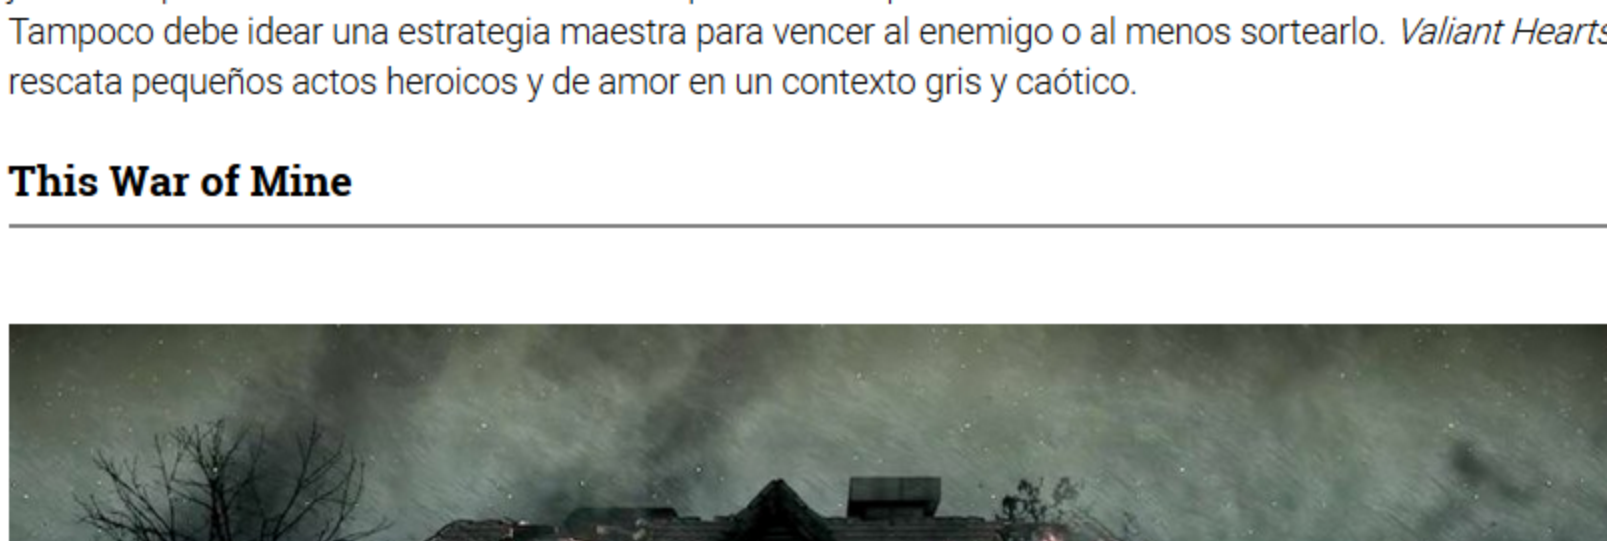 Tampoco debe idear una estrategia maestra para vencer al enemigo o al menos sortearlo. Valiant Hearts
rescata pequeños actos heroicos y de amor en un contexto gris y caótico.
This War of Mine